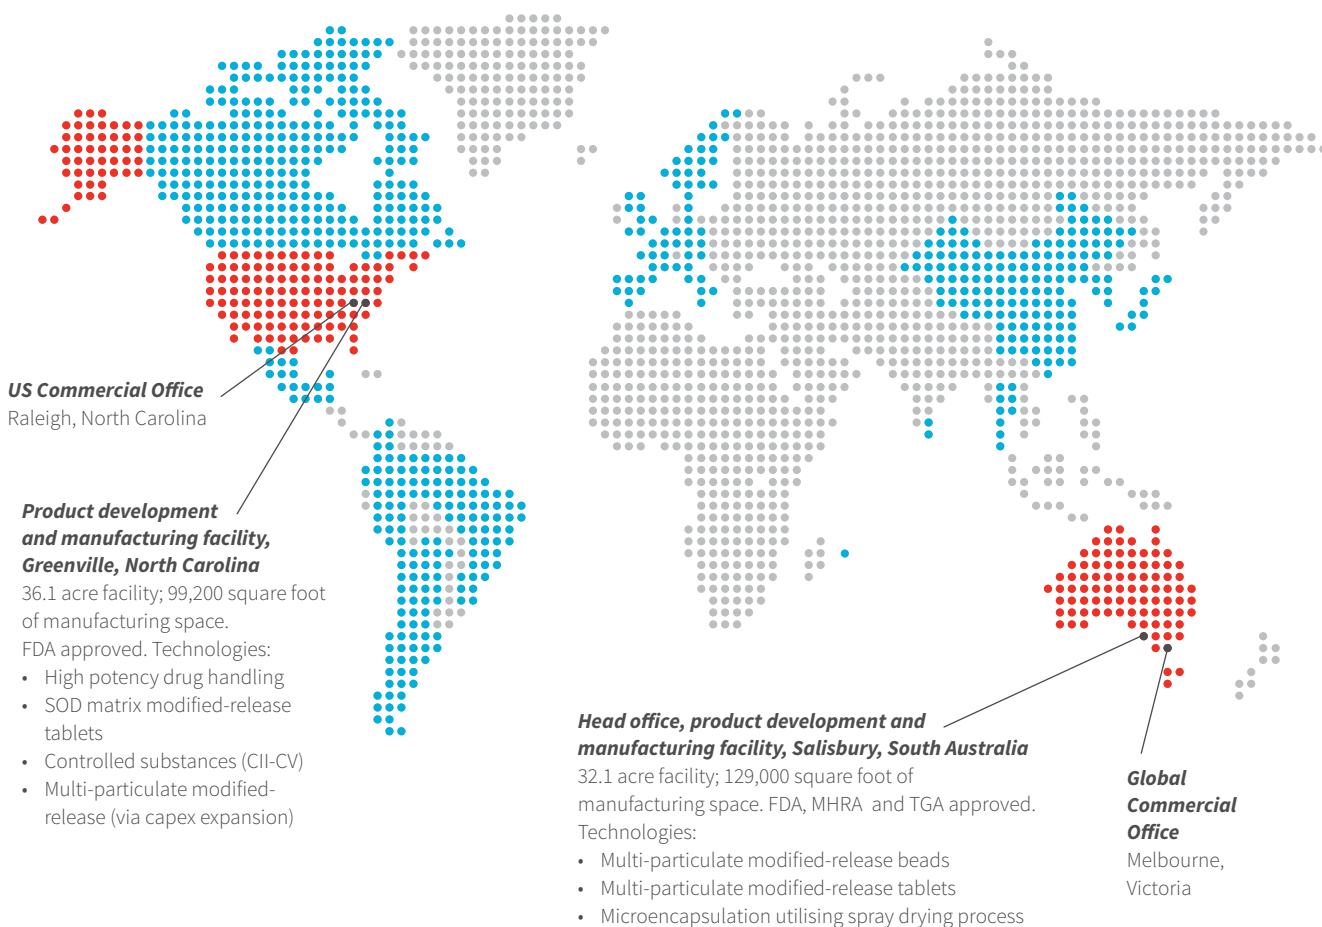 US Commercial Office
Raleigh, North Carolina
Product development
and manufacturing facility,
Greenville, North Carolina
36.1 acre facility; 99,200 square foot
of manufacturing space.
FDA approved. Technologies:
• High potency drug handling
• SOD matrix modified-release
tablets
• Controlled substances (CII-CV)
• Multi-particulate modified-
release (via capex expansion)
Head office, product development and
manufacturing facility, Salisbury, South Australia
32.1 acre facility; 129,000 square foot of
manufacturing space. FDA, MHRA and TGA approved.
Technologies:
• Multi-particulate modified-release beads
• Multi-particulate modified-release tablets
• Microencapsulation utilising spray drying process
Global
Commercial
Office
Melbourne,
Victoria